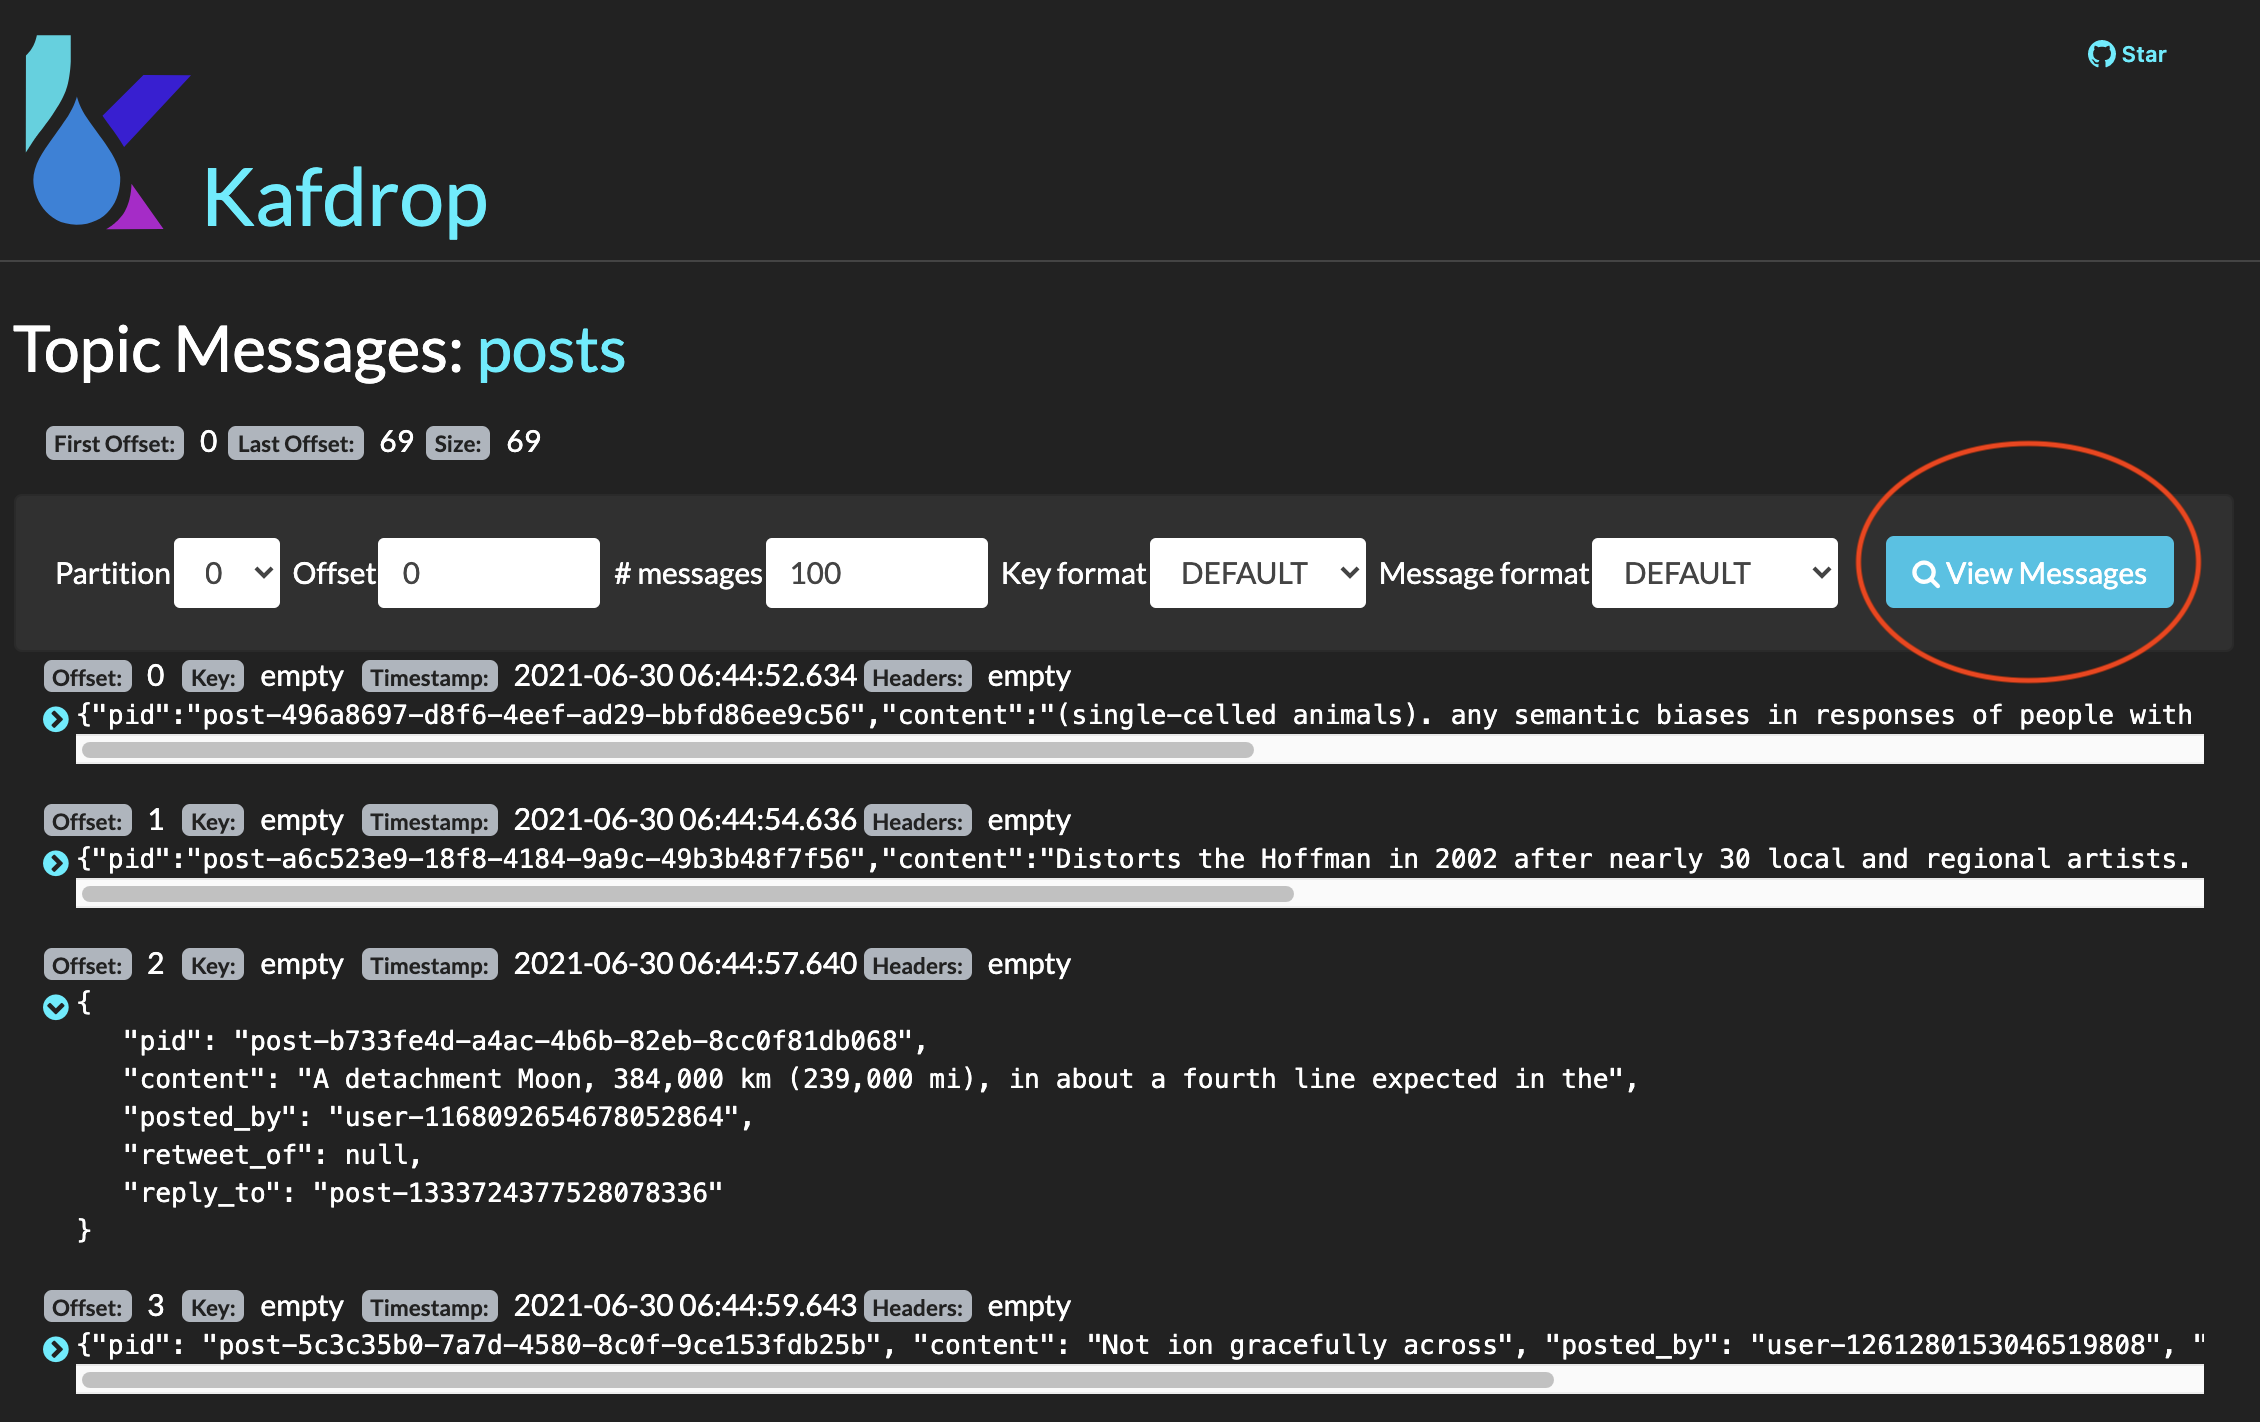 Star
Kafdrop
Topic Messages: posts
First Offset: 0 Last Offset: 69 Size: 69
Partition 0 Offset 0 # messages 100 Key format DEFAULT Message format DEFAULT View Messages
Offset: 0 Key: empty Timestamp: 2021-06-30 06:44:52.634 Headers: empty
{"pid":"post-496a8697-d8f6-4eef-ad29-bbfd86ee9c56","content":"(single-celled animals). any semantic biases in responses of people with
Offset: 1 Key: empty Timestamp: 2021-06-30 06:44:54.636 Headers: empty
{"pid":"post-a6c523e9-18f8-4184-9a9c-49b3b48f7f56","content":"Distorts the Hoffman in 2002 after nearly 30 local and regional artists.
Offset: 2 Key: empty Timestamp: 2021-06-30 06:44:57.640 Headers: empty
{
"pid": "post-b733fe4d-a4ac-4b6b-82eb-8cc0f81db068",
"content": "A detachment Moon, 384,000 km (239,000 mi), in about a fourth line expected in the",
"posted_by": "user-1168092654678052864",
"retweet_of": null,
"reply_to": "post-1333724377528078336"
}
Offset: 3 Key: empty Timestamp: 2021-06-30 06:44:59.643 Headers: empty
{"pid": "post-5c3c35b0-7a7d-4580-8c0f-9ce153fdb25b", "content": "Not ion gracefully across", "posted_by": "user-1261280153046519808", "